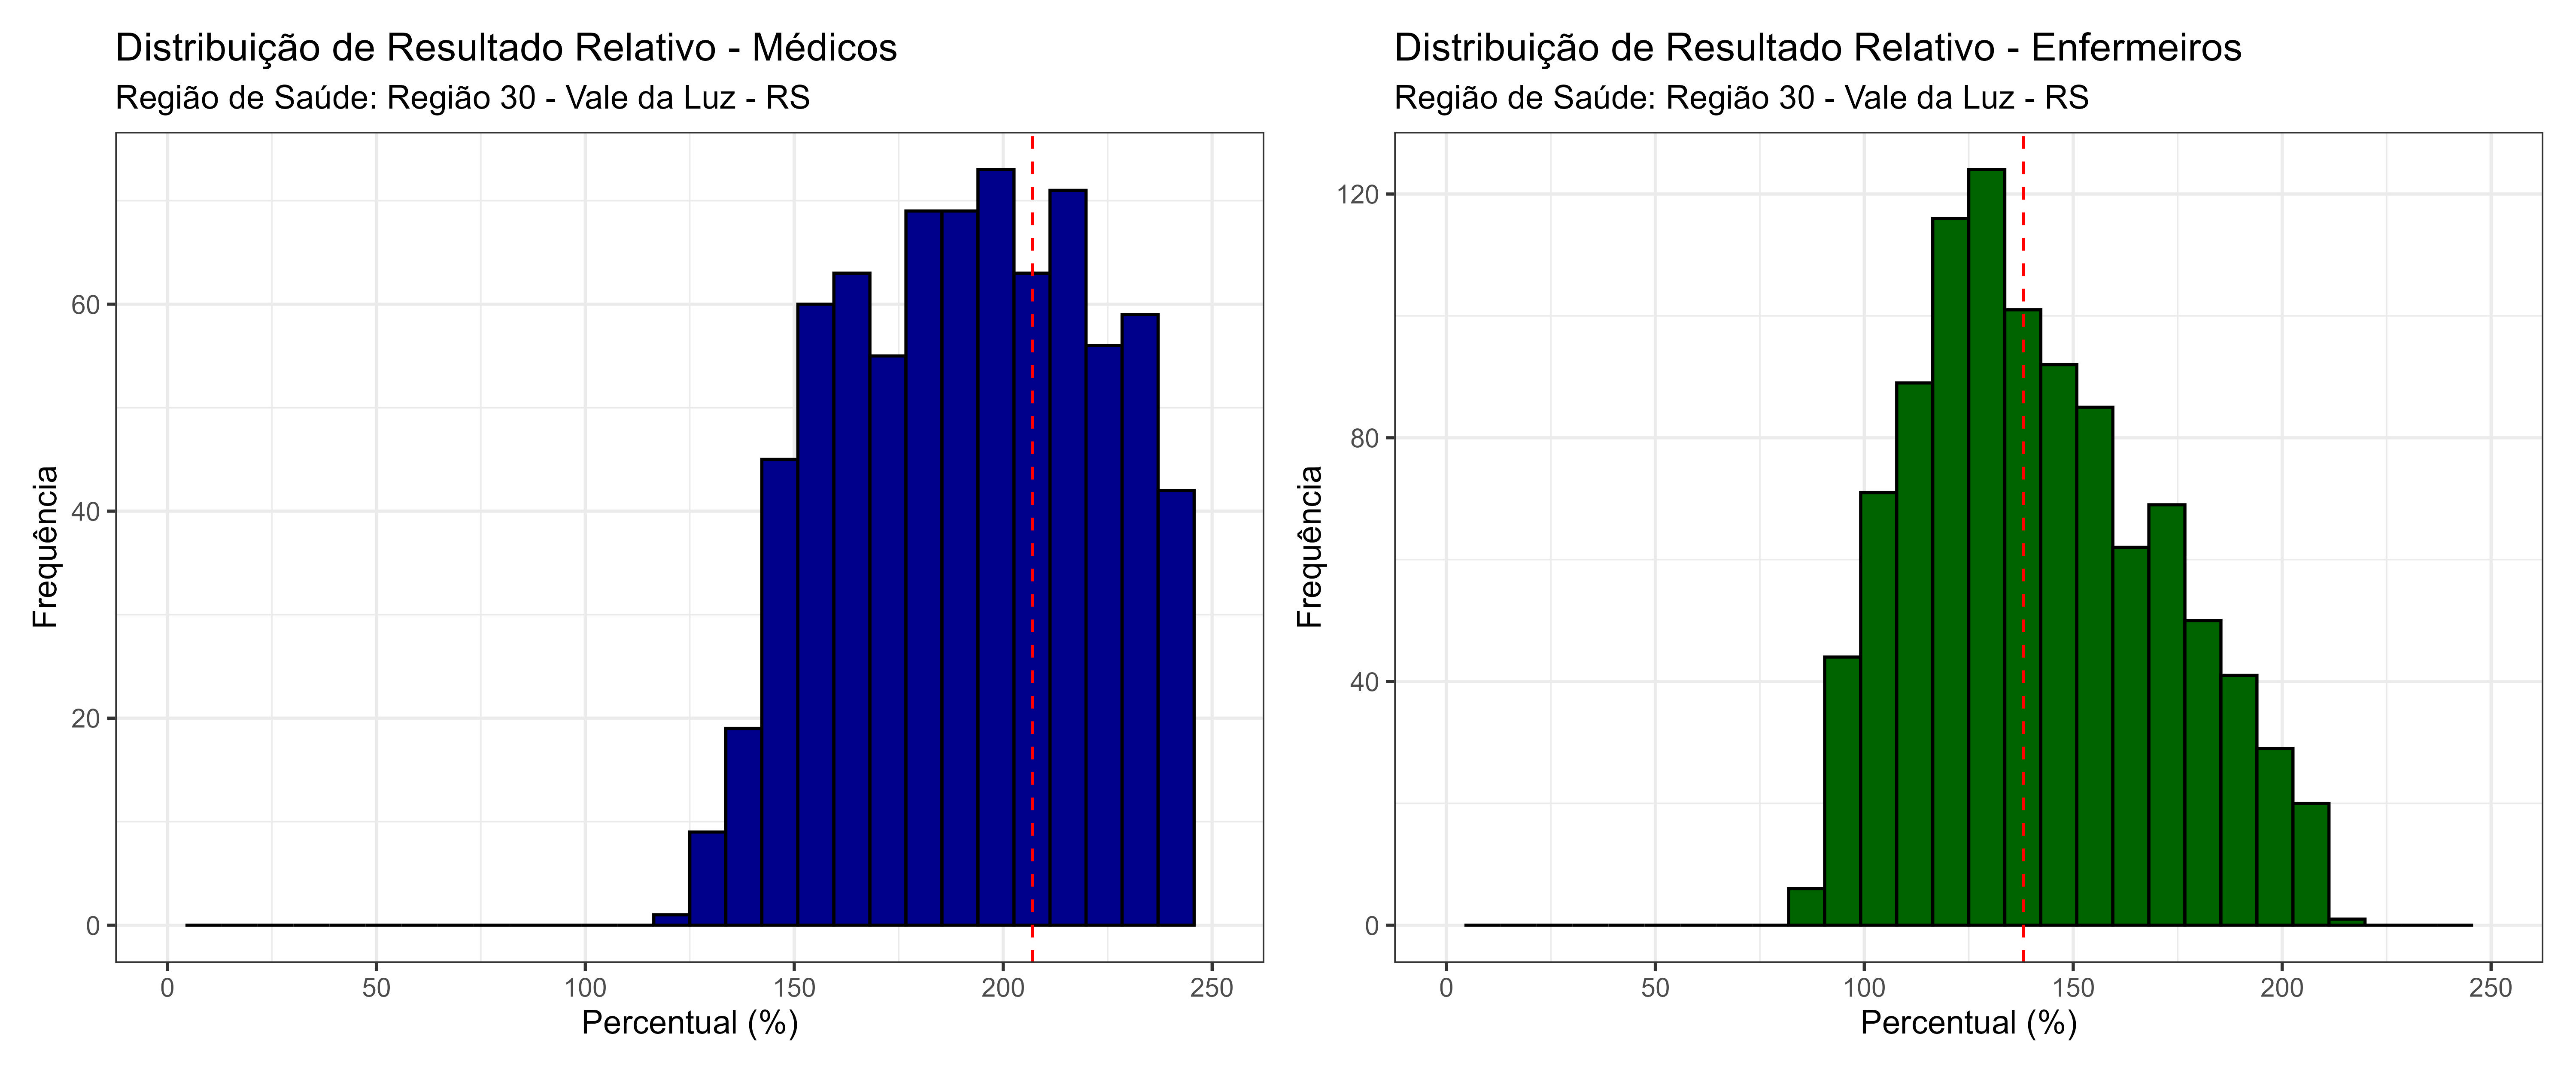 Distribuição de Resultado Relativo - Médicos
Região de Saúde: Região 30 - Vale da Luz - RS
Frequência
60
40
20
0
0 50 100 150 200 250
Percentual (%)
Distribuição de Resultado Relativo - Enfermeiros
Região de Saúde: Região 30 - Vale da Luz - RS
Frequência
120
80
40
0
0 50 100 150 200 250
Percentual (%)